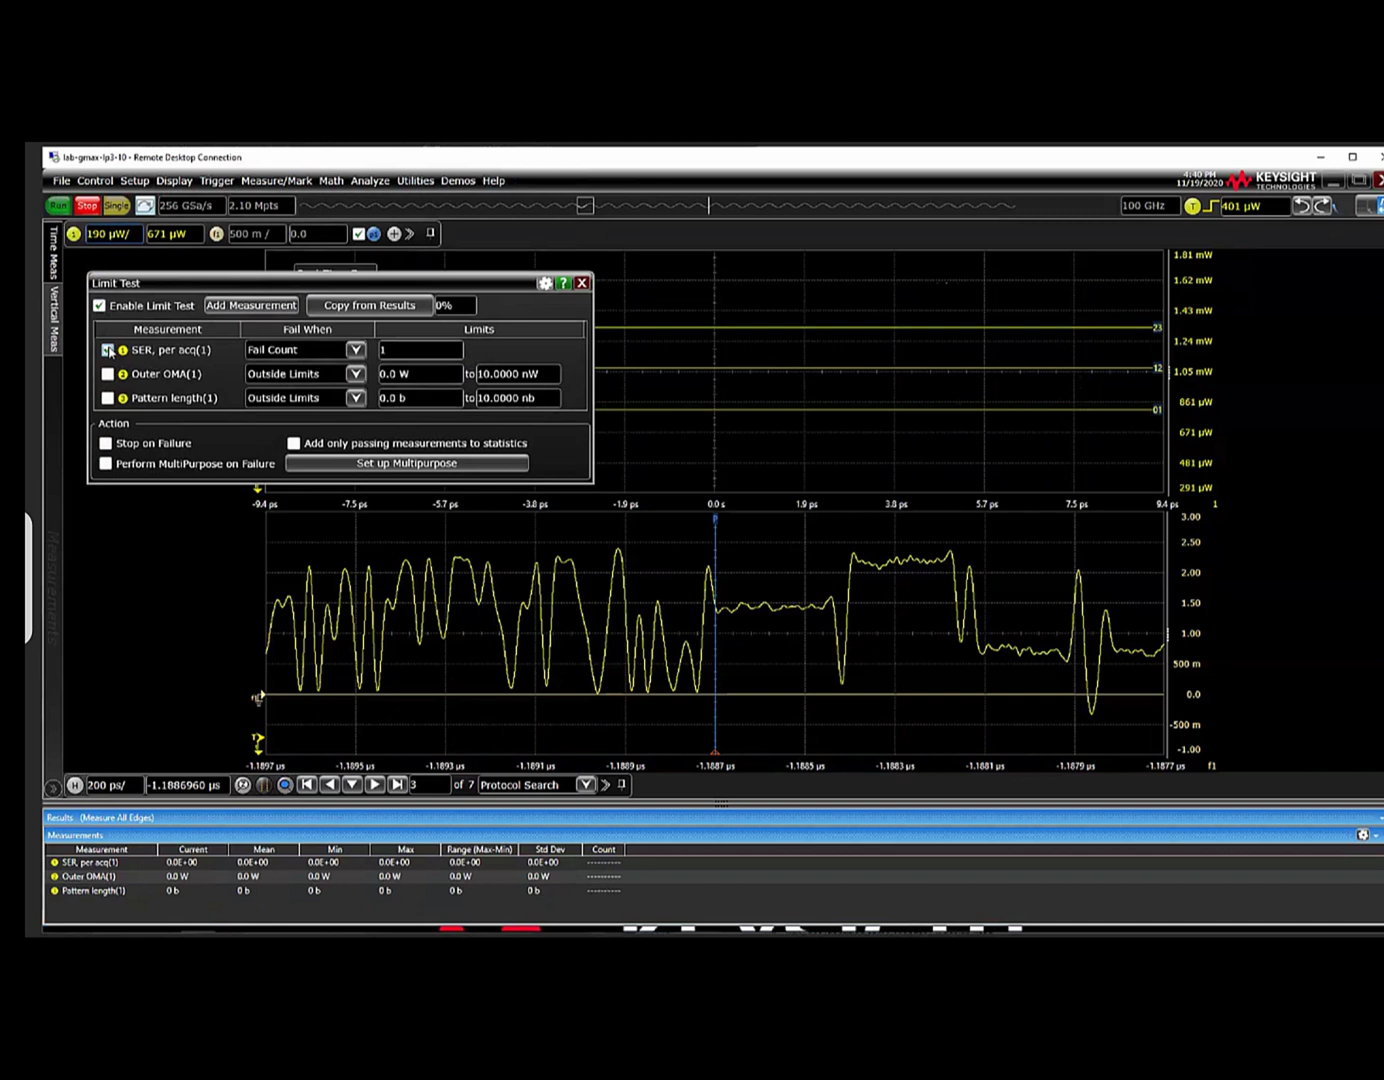 lab-gmax-lp3-10 - Remote Desktop Connection
File Control Setup Display Trigger Measure/Mark Math Analyze Utilities Demos Help
4:40 PM
11/19/2020
KEYSIGHT
TECHNOLOGIES
Run Stop Single 256 GSa/s 2.10 Mpts 100 GHz T 401 µW
1 190 µW/ 671 µW f1 500 m / 0.0
Time Meas
Vertical Meas
Measurements
Limit Test
Enable Limit Test Add Measurement Copy from Results 0%
Measurement Fail When Limits
1 SER, per acq(1) Fail Count 1
2 Outer OMA(1) Outside Limits 0.0 W to 10.0000 nW
3 Pattern length(1) Outside Limits 0.0 b to 10.0000 nb
Action
Stop on Failure Add only passing measurements to statistics
Perform MultiPurpose on Failure Set up Multipurpose
1.81 mW
1.62 mW
1.43 mW
23
1.24 mW
12
1.05 mW
861 µW
01
671 µW
481 µW
291 µW
-9.4 ps -7.5 ps -5.7 ps -3.8 ps -1.9 ps 0.0 s 1.9 ps 3.8 ps 5.7 ps 7.5 ps 9.4 ps 1
3.00
2.50
2.00
1.50
1.00
500 m
0.0
-500 m
-1.00
-1.1897 µs -1.1895 µs -1.1893 µs -1.1891 µs -1.1889 µs -1.1887 µs -1.1885 µs -1.1883 µs -1.1881 µs -1.1879 µs -1.1877 µs f1
H 200 ps/ -1.1886960 µs 3 of 7 Protocol Search
Results (Measure All Edges)
Measurements
Measurement Current Mean Min Max Range (Max-Min) Std Dev Count
SER, per acq(1) 0.0E+00 0.0E+00 0.0E+00 0.0E+00 0.0E+00 0.0E+00 ----------
Outer OMA(1) 0.0 W 0.0 W 0.0 W 0.0 W 0.0 W 0.0 W ----------
Pattern length(1) 0 b 0 b 0 b 0 b 0 b 0 b ----------